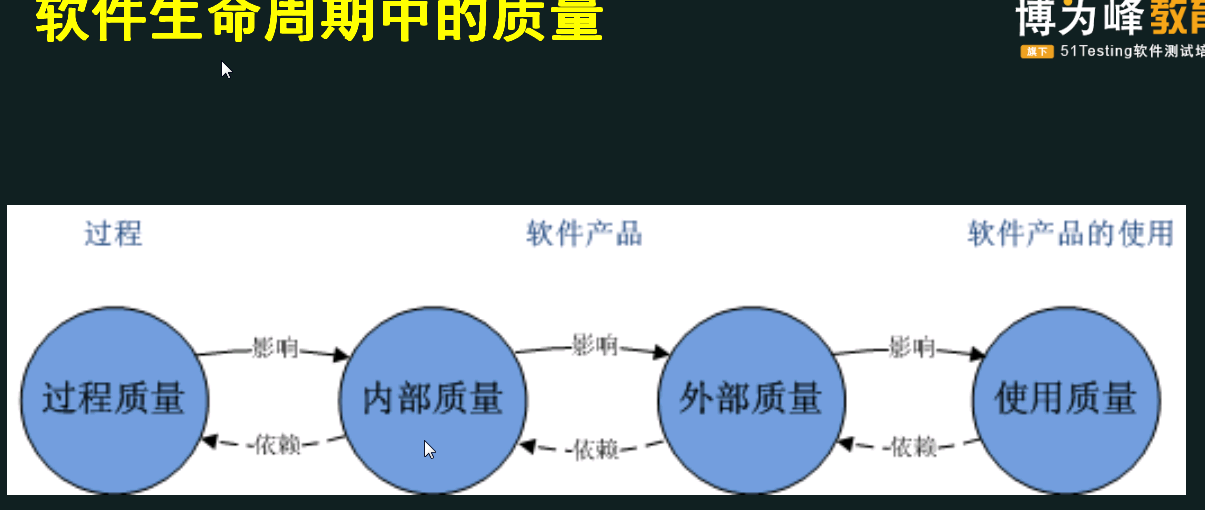 软件生命周期中的质量
博为峰教育
旗下 51Testing软件测试培
过程
软件产品
软件产品的使用
影响
影响
影响
过程质量
内部质量
外部质量
使用质量
依赖
依赖
依赖